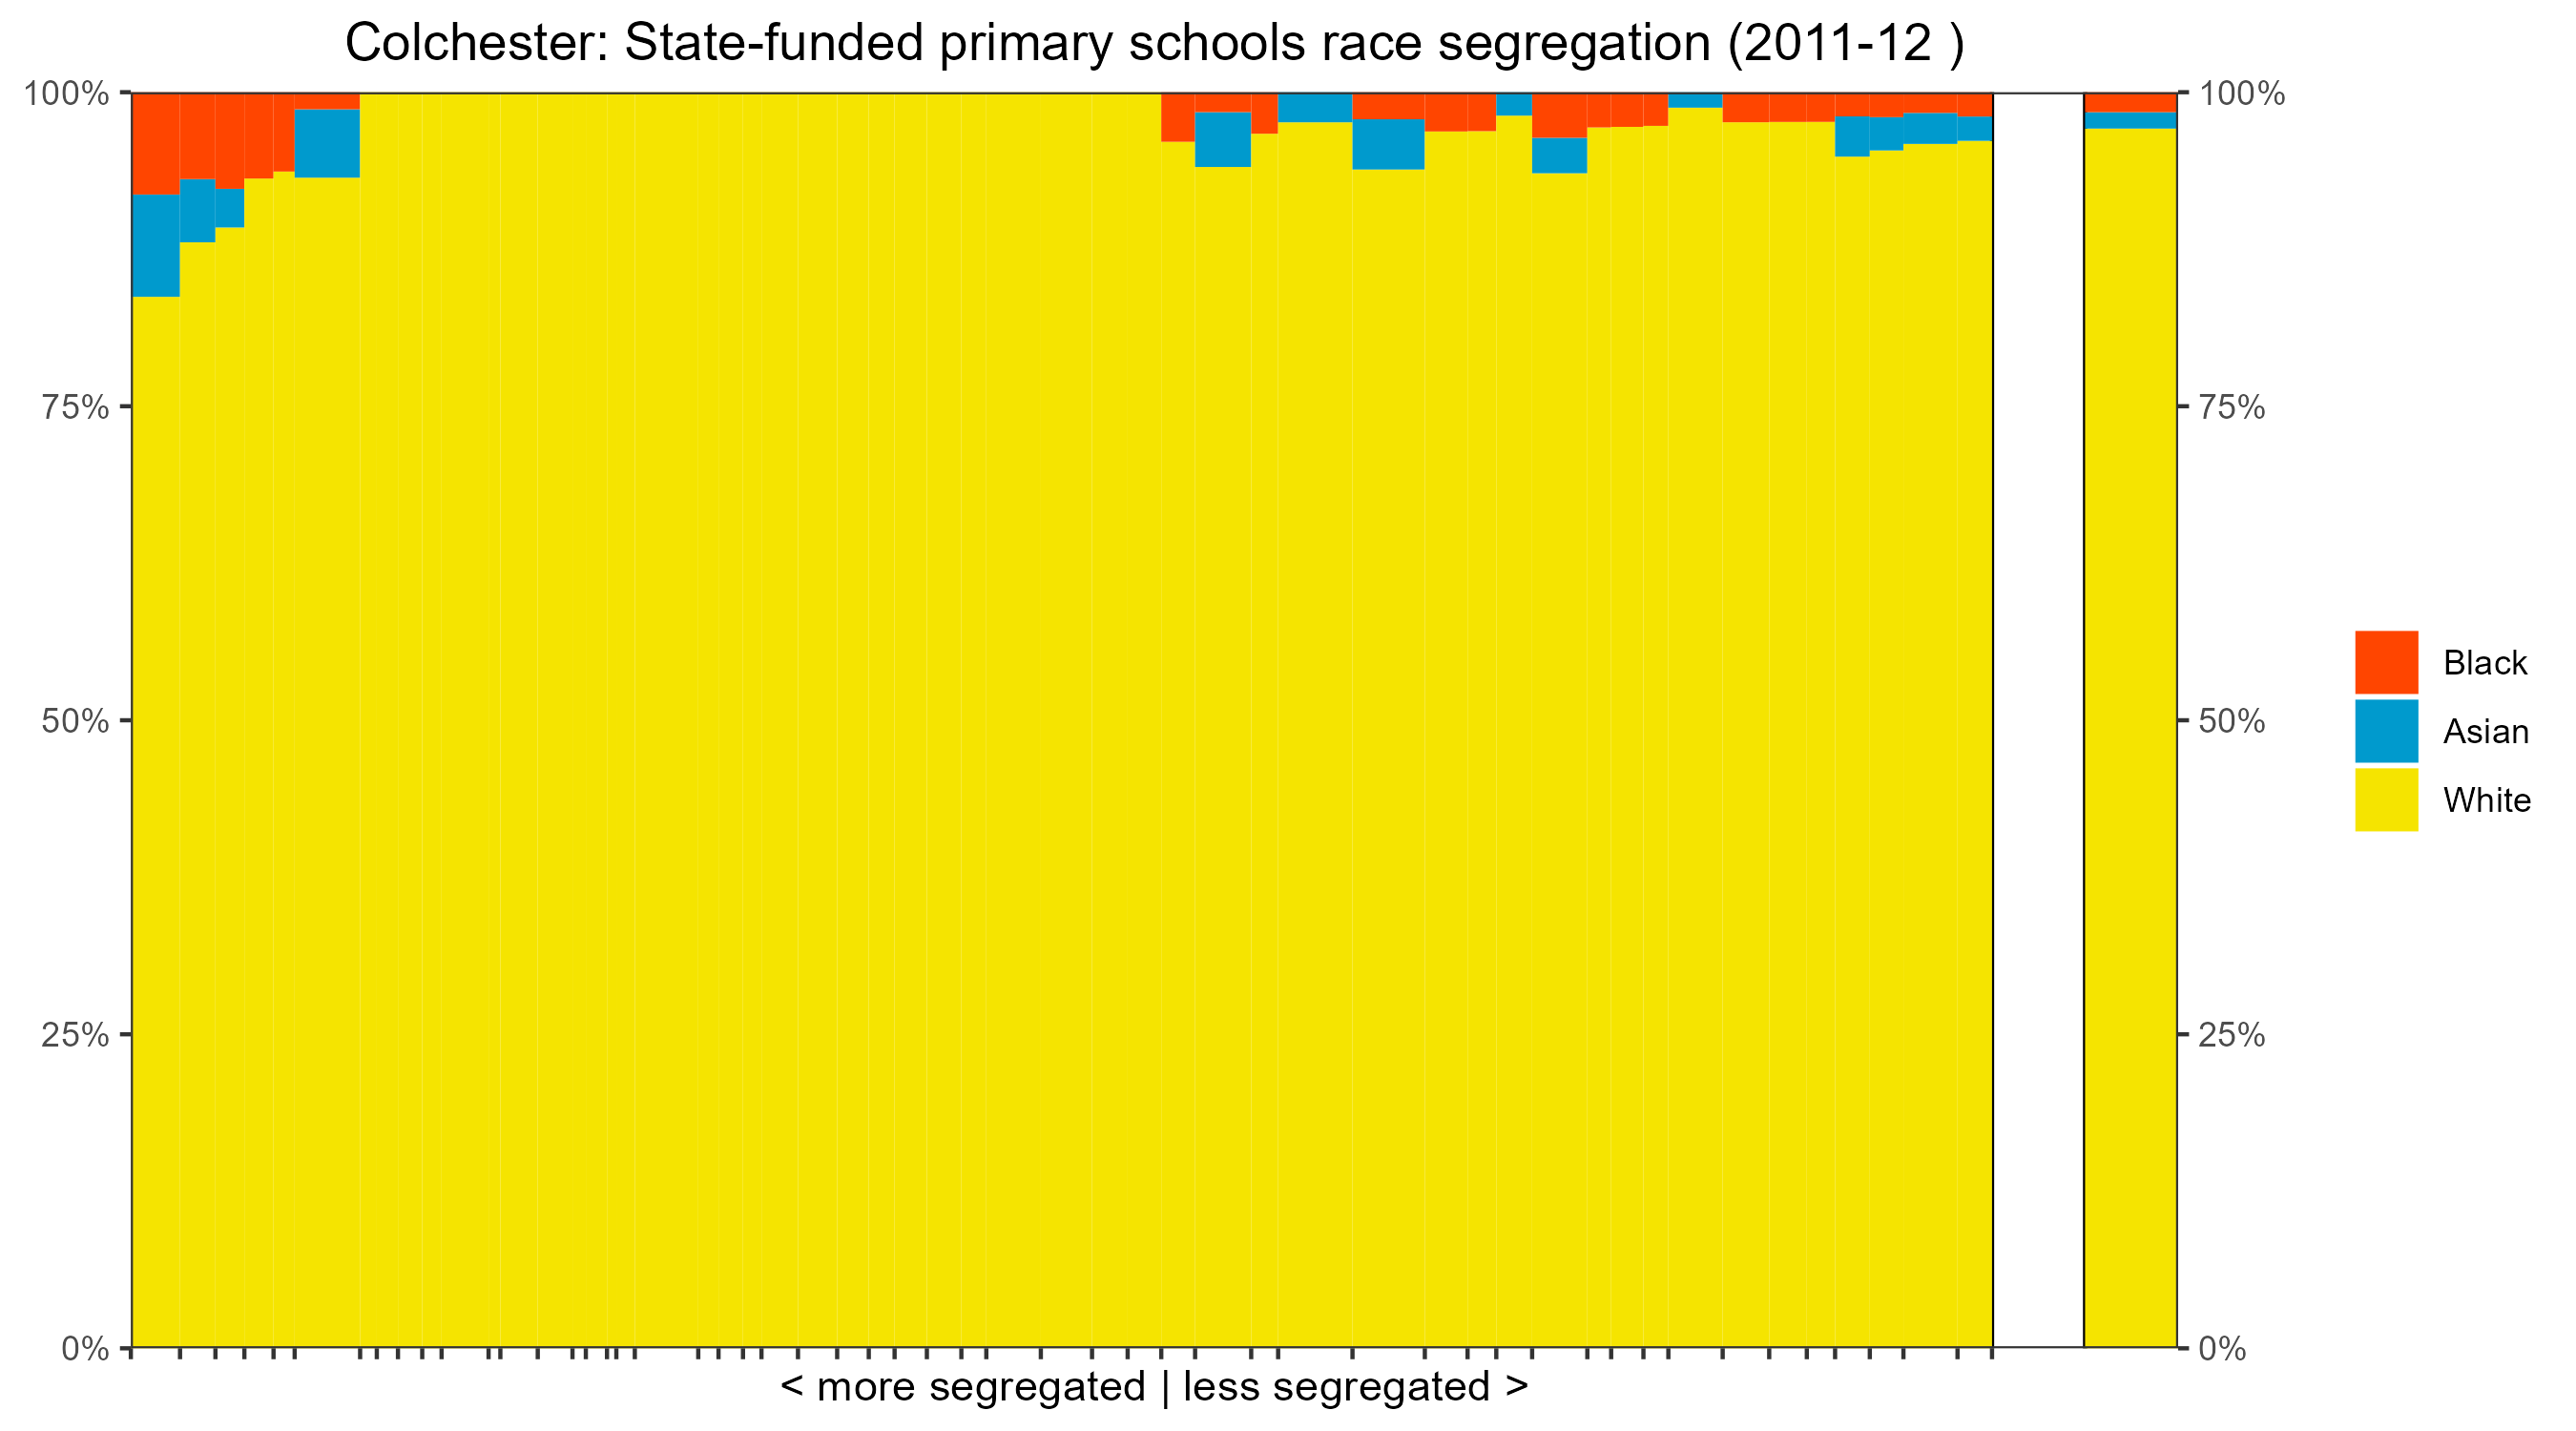 Colchester: State-funded primary schools race segregation (2011-12 )
100%
75%
50%
25%
0%
100%
75%
50%
25%
0%
Black
Asian
White
< more segregated | less segregated >